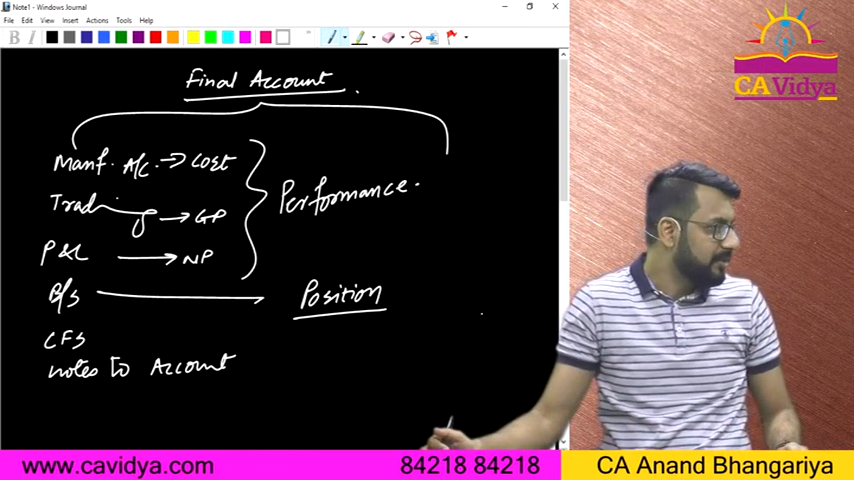 Note1 - Windows Journal
File Edit View Insert Actions Tools Help
B I
CA Vidya
Final Account.
Manf. A/c. → Cost
Trading → GP
Performance.
P&L → NP
B/s Position
CFS
notes to Account
www.cavidya.com 84218 84218 CA Anand Bhangariya